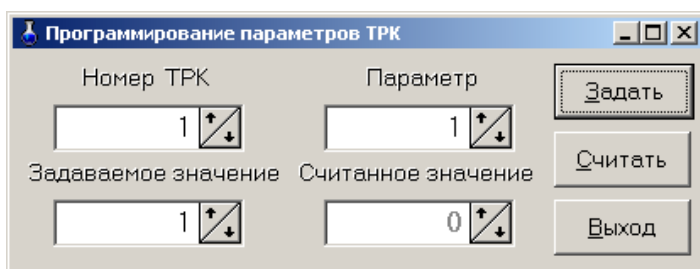 Программирование параметров ТРК
Номер ТРК Параметр
Задать
1 1
Считать
Задаваемое значение Считанное значение
1 0
Выход